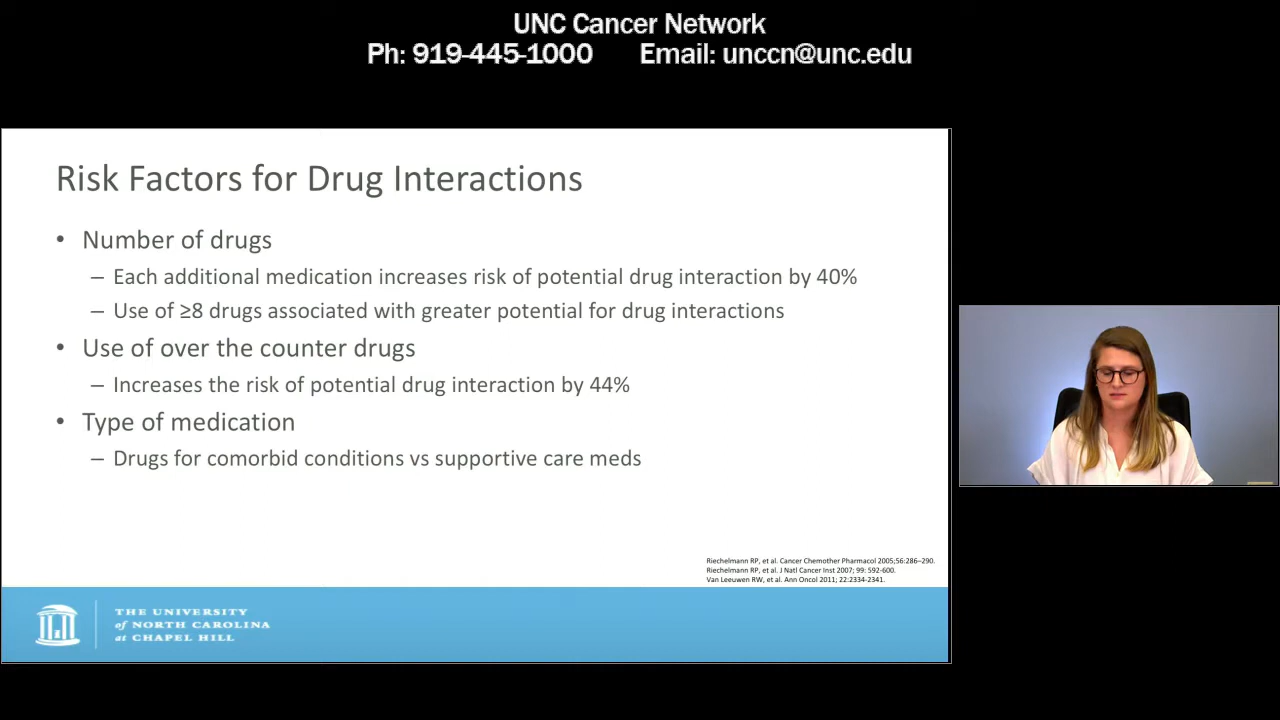 UNC Cancer Network
Ph: 919-445-1000 Email: unccn@unc.edu
Risk Factors for Drug Interactions
• Number of drugs
– Each additional medication increases risk of potential drug interaction by 40%
– Use of ≥8 drugs associated with greater potential for drug interactions
• Use of over the counter drugs
– Increases the risk of potential drug interaction by 44%
• Type of medication
– Drugs for comorbid conditions vs supportive care meds
Riechelmann RP, et al. Cancer Chemother Pharmacol 2005;56:286–290.
Riechelmann RP, et al. J Natl Cancer Inst 2007; 99: 592-600.
Van Leeuwen RW, et al. Ann Oncol 2011; 22:2334-2341.
THE UNIVERSITY
of NORTH CAROLINA
at CHAPEL HILL